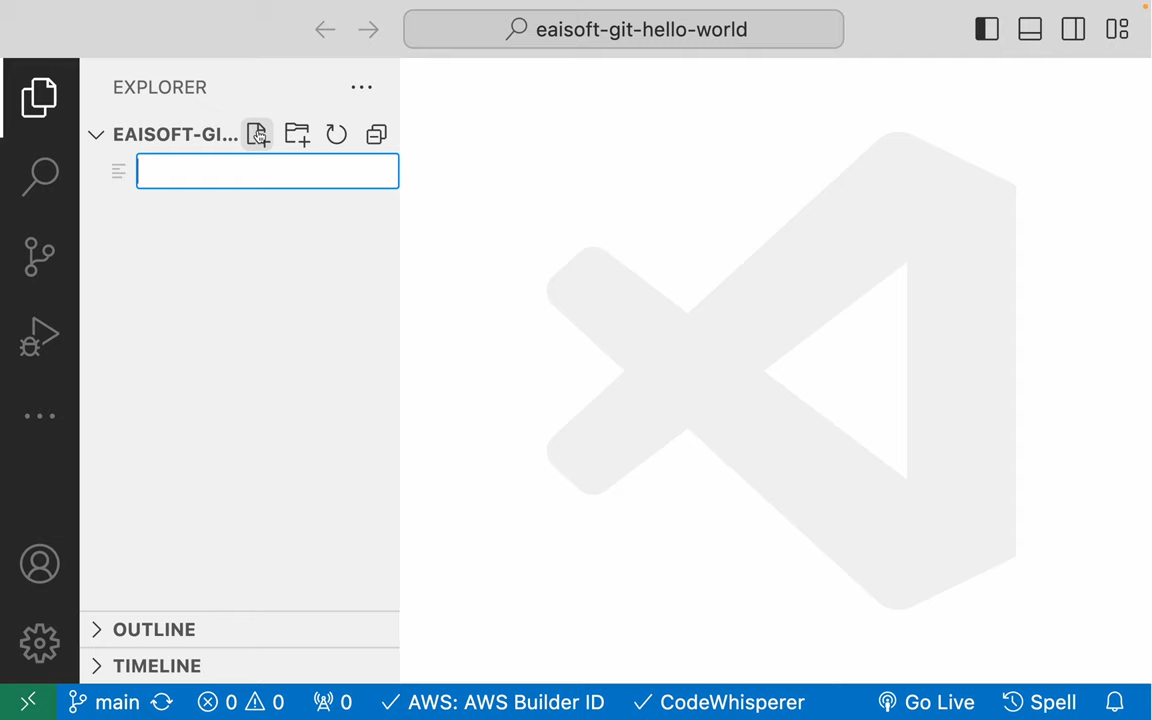 eaisoft-git-hello-world
EXPLORER
EAISOFT-GI...
OUTLINE
TIMELINE
main 0 0 0 AWS: AWS Builder ID CodeWhisperer Go Live Spell